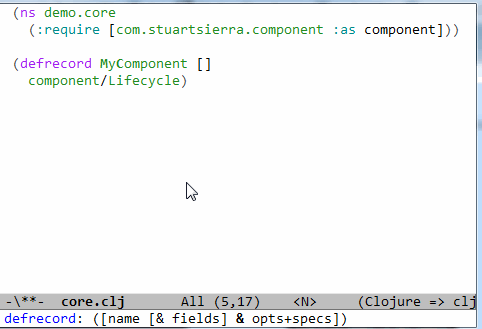 (ns demo.core
(:require [com.stuartsierra.component :as component]))
(defrecord MyComponent []
component/Lifecycle)
-\**- core.clj All (5,17) <N> (Clojure => clj
defrecord: ([name [& fields] & opts+specs])